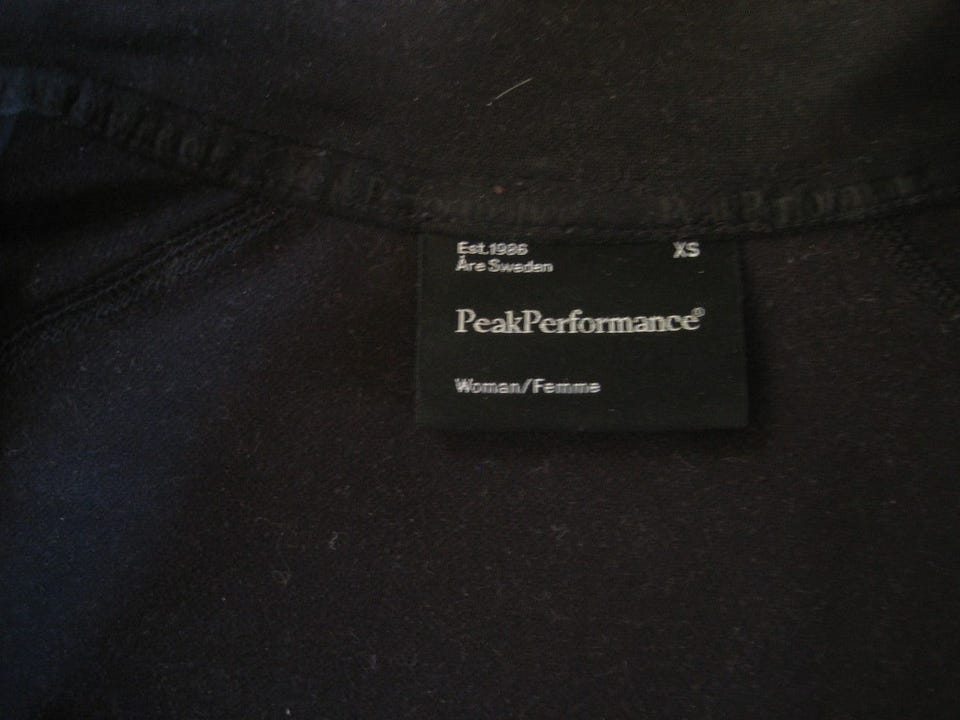 Est.1986 XS
Åre Sweden
PeakPerformance®
Woman/Femme